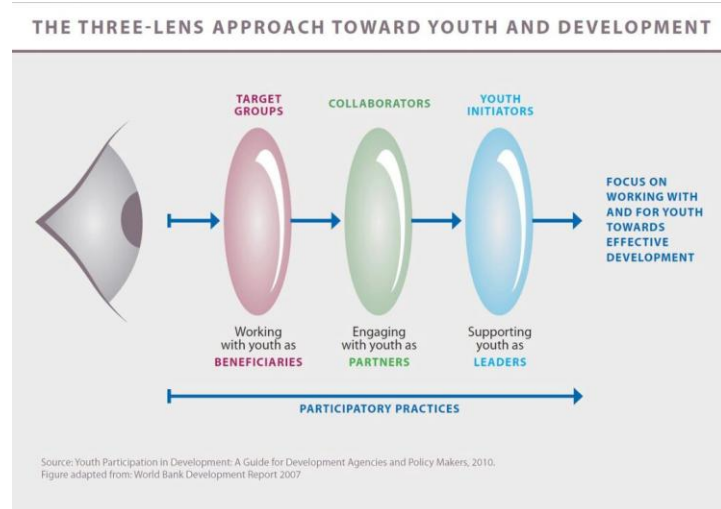 THE THREE-LENS APPROACH TOWARD YOUTH AND DEVELOPMENT
TARGET
GROUPS
COLLABORATORS
YOUTH
INITIATORS
FOCUS ON
WORKING WITH
AND FOR YOUTH
TOWARDS
EFFECTIVE
DEVELOPMENT
Working
with youth as
BENEFICIARIES
Engaging
with youth as
PARTNERS
Supporting
youth as
LEADERS
PARTICIPATORY PRACTICES
Source: Youth Participation in Development: A Guide for Development Agencies and Policy Makers, 2010.
Figure adapted from: World Bank Development Report 2007